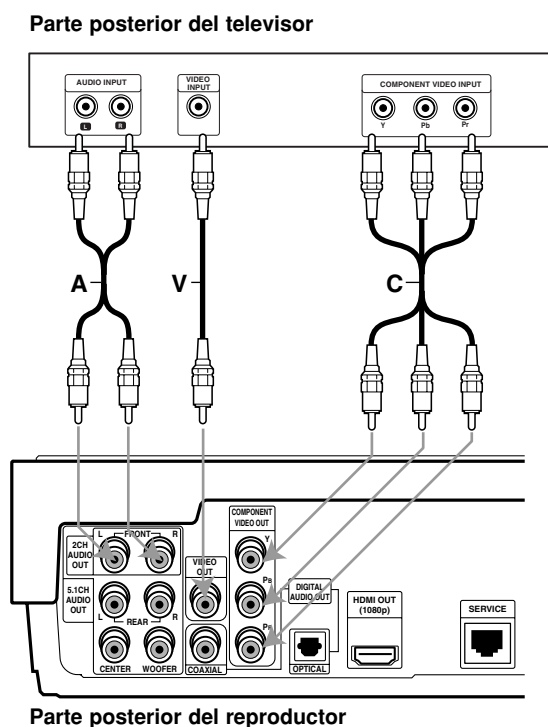 Parte posterior del televisor
AUDIO INPUT
L
R
VIDEO
INPUT
COMPONENT VIDEO INPUT
Y
Pb
Pr
A
V
C
L
FRONT
R
2CH
AUDIO
OUT
5.1CH
AUDIO
OUT
L
REAR
R
CENTER
WOOFER
VIDEO
OUT
COAXIAL
COMPONENT
VIDEO OUT
Y
PB
PR
DIGITAL
AUDIO OUT
OPTICAL
HDMI OUT
(1080p)
SERVICE
Parte posterior del reproductor